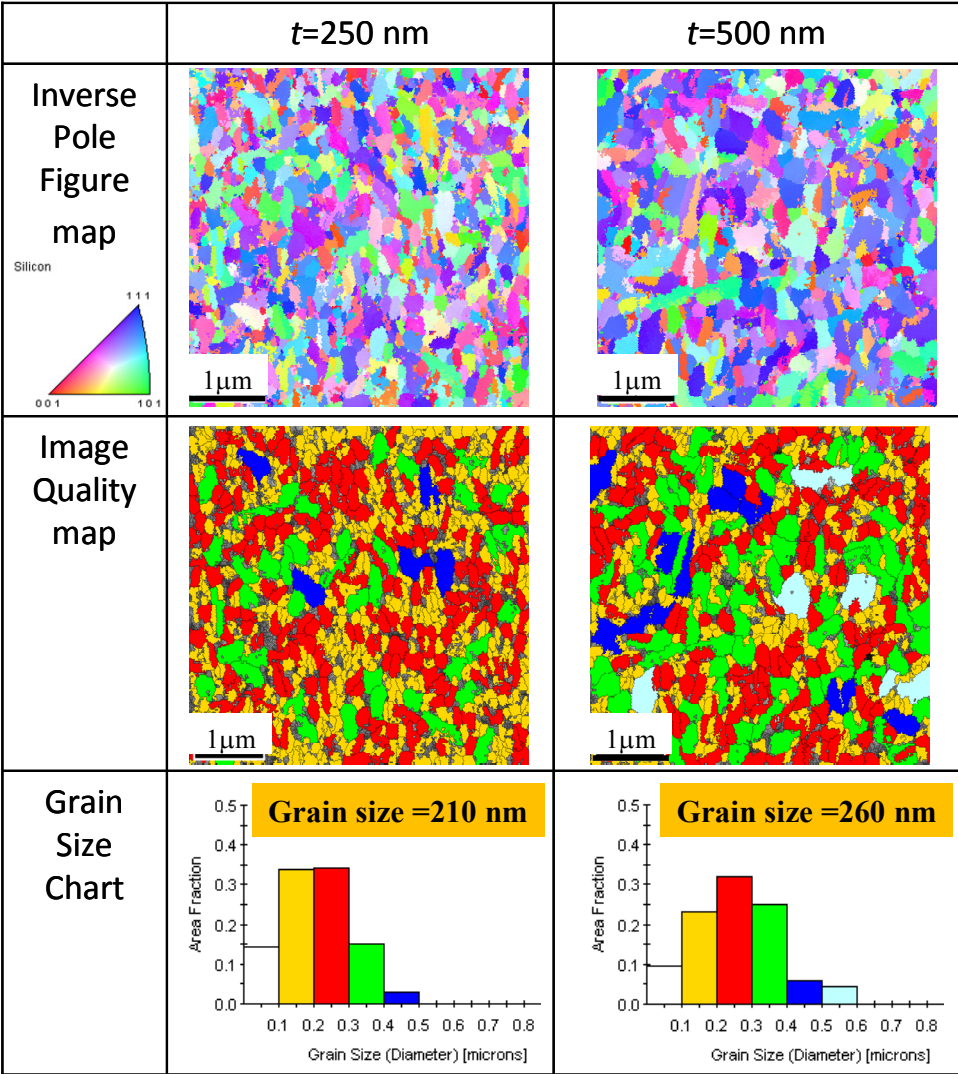 t=250 nm
t=500 nm
Inverse
Pole
Figure
map
Silicon
1 1 1
0 0 1
1 0 1
1μm
1μm
Image
Quality
map
1μm
1μm
Grain
Size
Chart
Grain size =210 nm
0.5
0.4
0.3
0.2
0.1
0.0
Area Fraction
0.1 0.2 0.3 0.4 0.5 0.6 0.7 0.8
Grain Size (Diameter) [microns]
Grain size =260 nm
0.5
0.4
0.3
0.2
0.1
0.0
Area Fraction
0.1 0.2 0.3 0.4 0.5 0.6 0.7 0.8
Grain Size (Diameter) [microns]